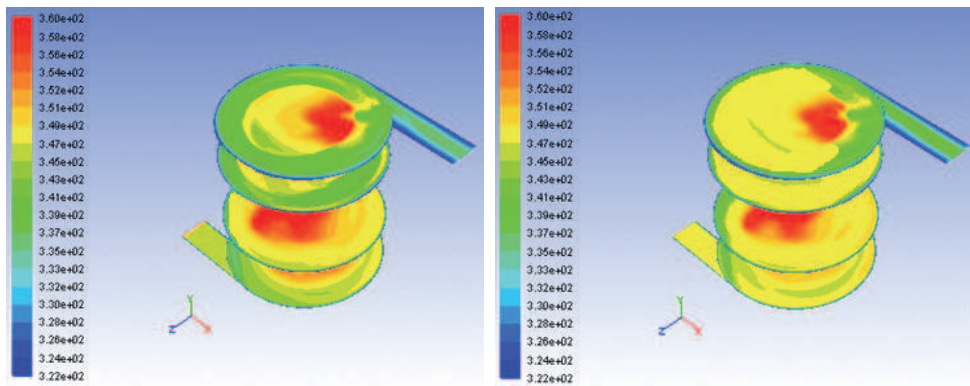 3.60e+02
3.58e+02
3.56e+02
3.54e+02
3.52e+02
3.51e+02
3.49e+02
3.47e+02
3.45e+02
3.43e+02
3.41e+02
3.39e+02
3.37e+02
3.35e+02
3.33e+02
3.32e+02
3.30e+02
3.28e+02
3.26e+02
3.24e+02
3.22e+02
Y
Z
X
3.60e+02
3.58e+02
3.56e+02
3.54e+02
3.52e+02
3.51e+02
3.49e+02
3.47e+02
3.45e+02
3.43e+02
3.41e+02
3.39e+02
3.37e+02
3.35e+02
3.33e+02
3.32e+02
3.30e+02
3.28e+02
3.26e+02
3.24e+02
3.22e+02
Y
Z
X